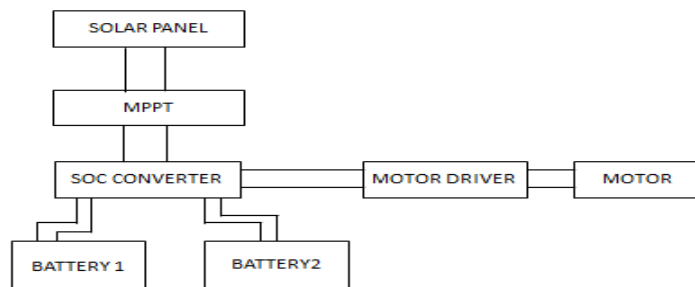 SOLAR PANEL
MPPT
SOC CONVERTER
MOTOR DRIVER
MOTOR
BATTERY 1
BATTERY2